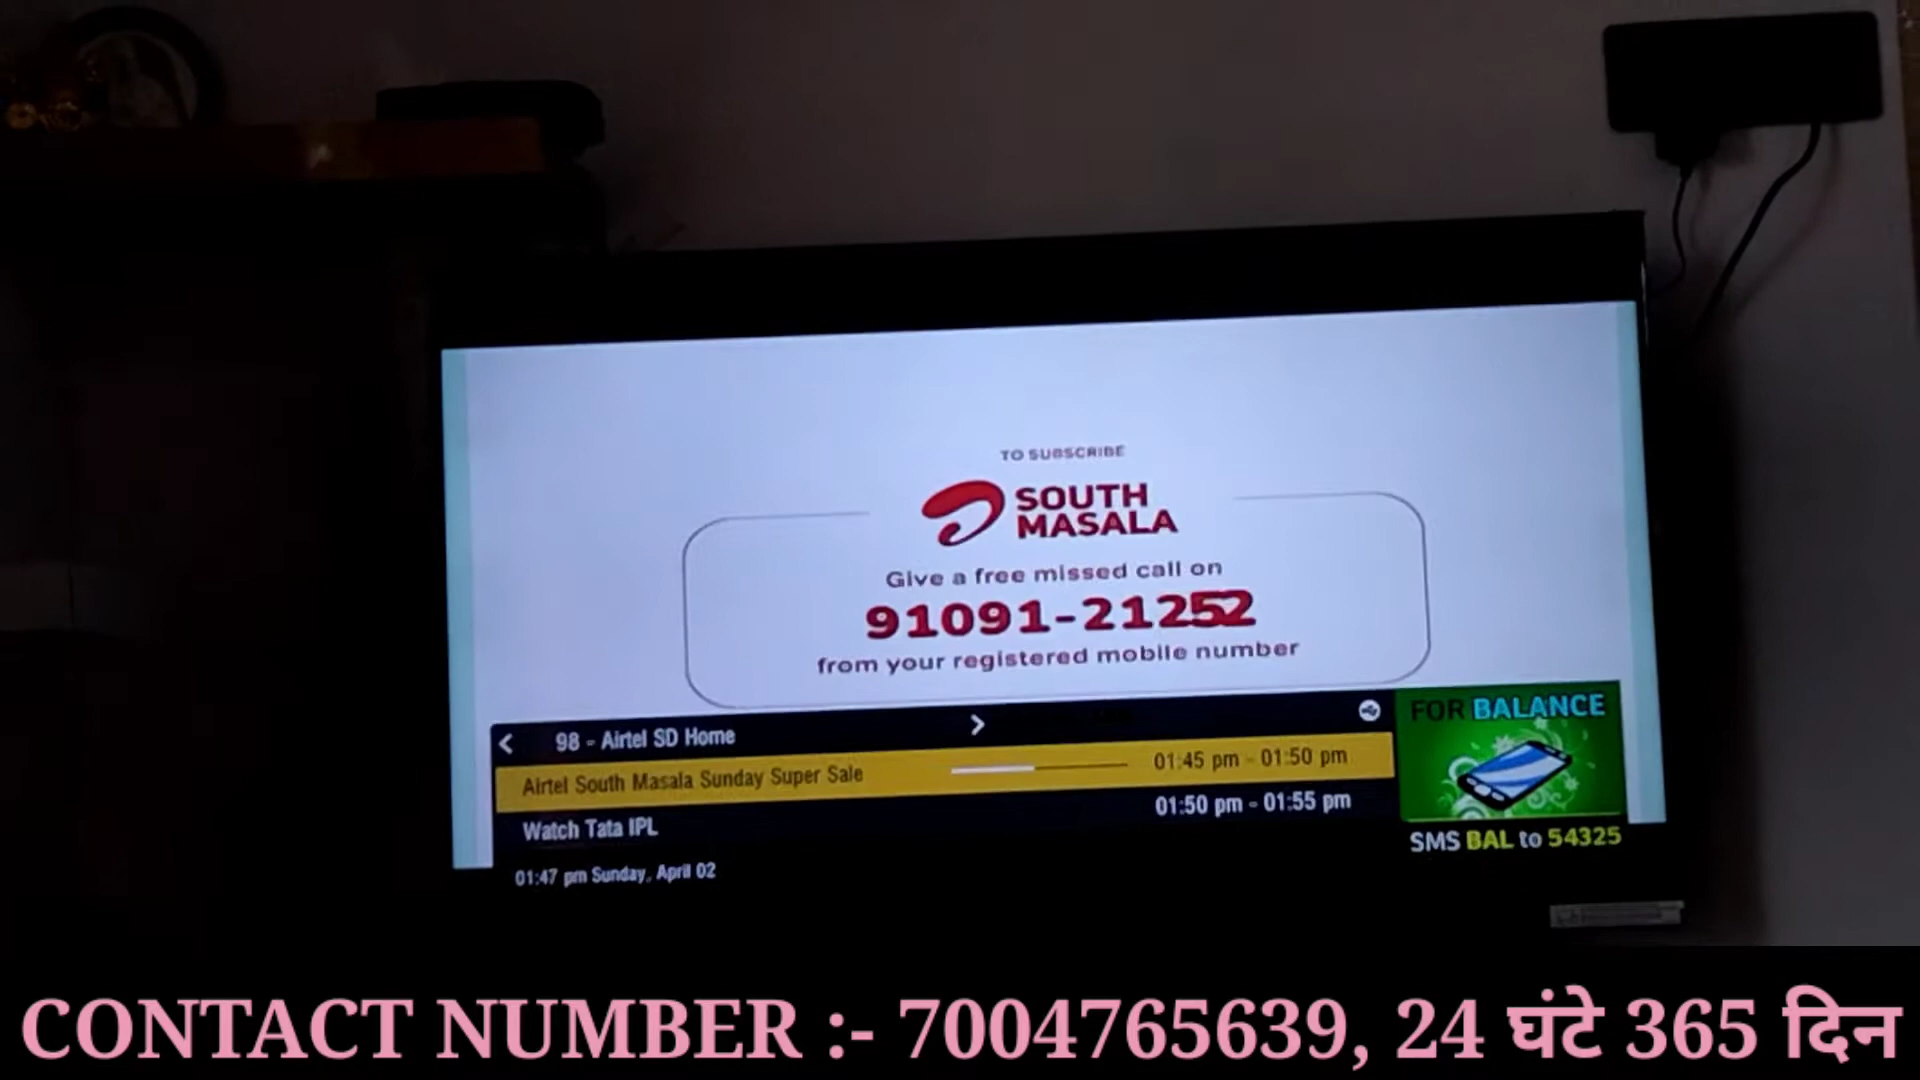 TO SUBSCRIBE
SOUTH
MASALA
Give a free missed call on
91091-21252
from your registered mobile number
98 - Airtel SD Home
Airtel South Masala Sunday Super Sale 01:45 pm - 01:50 pm
Watch Tata IPL 01:50 pm - 01:55 pm
01:47 pm Sunday, April 02
FOR BALANCE
SMS BAL to 54325
CONTACT NUMBER :- 7004765639, 24 घंटे 365 दिन